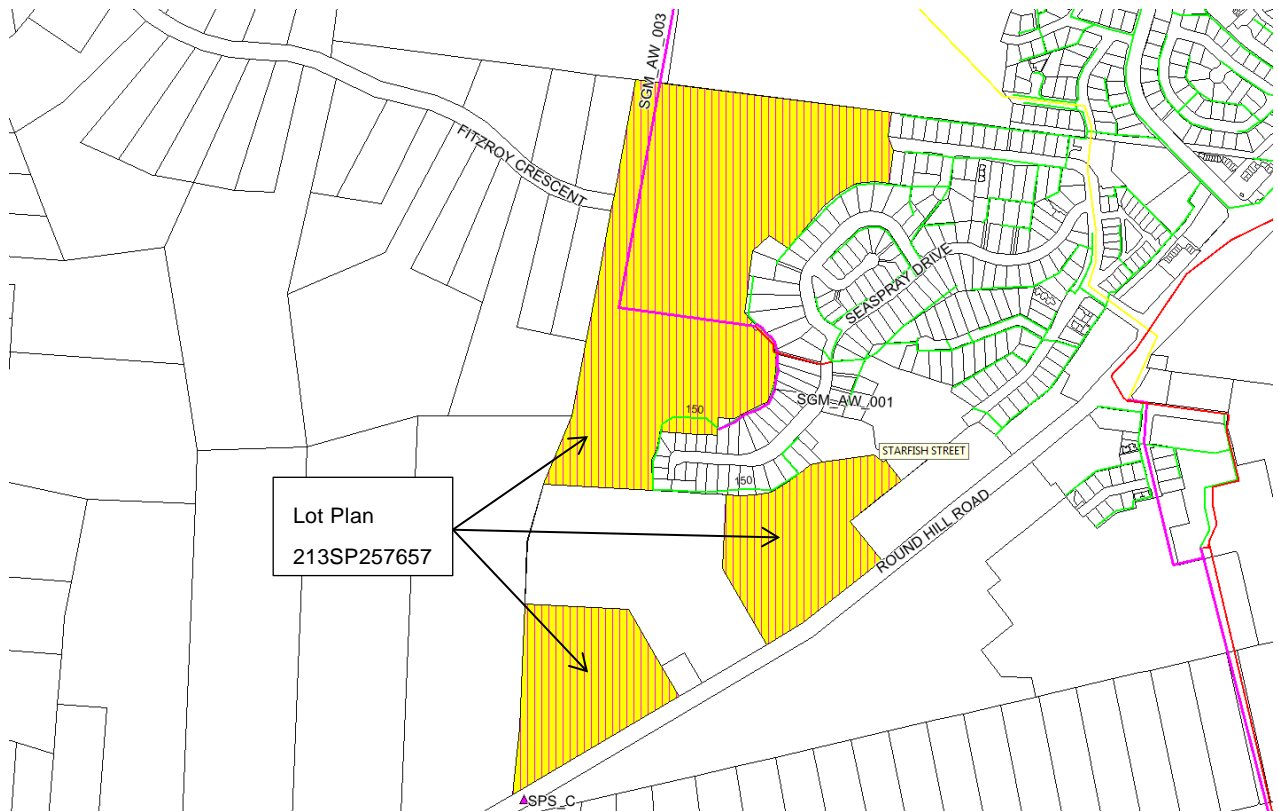 SGM_AW_003
FITZROY CRESCENT
SEASPRAY DRIVE
SGM_AW_001
150
STARFISH STREET
150
ROUND HILL ROAD
Lot Plan
213SP257657
SPS_C